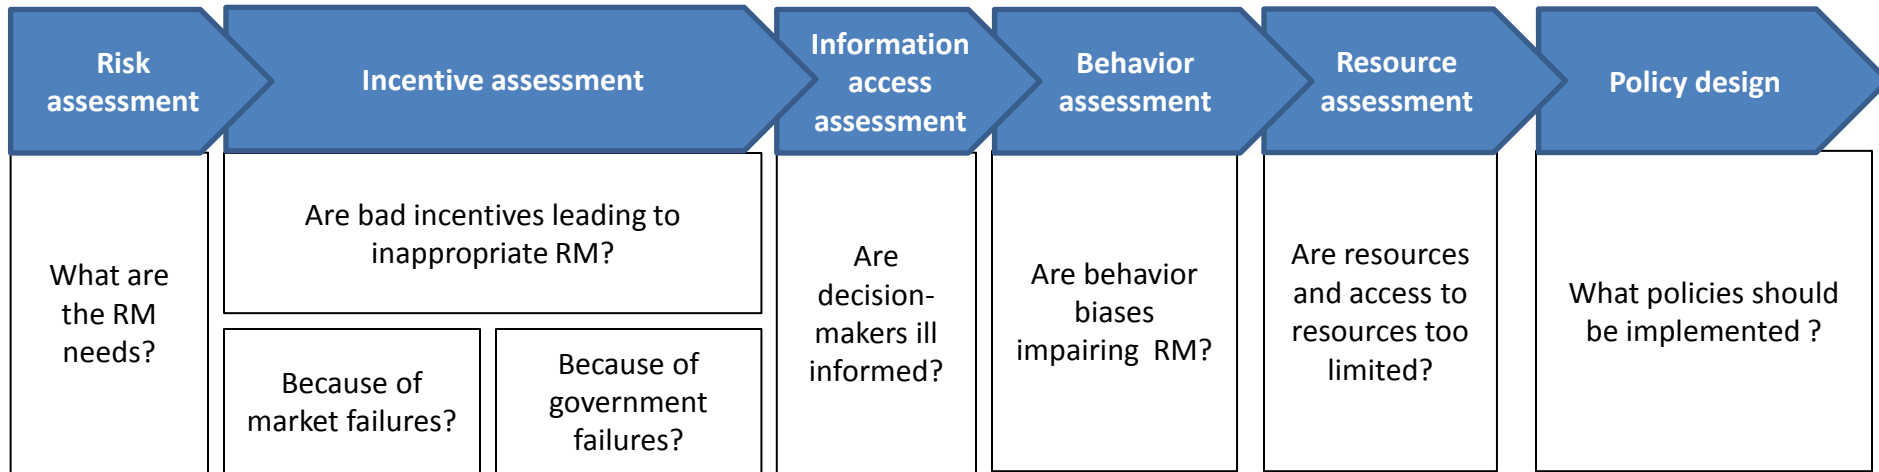 Risk
assessment
Incentive assessment
Information
access
assessment
Behavior
assessment
Resource
assessment
Policy design
What are
the RM
needs?
Are bad incentives leading to
inappropriate RM?
Because of
market failures?
Because of
government
failures?
Are
decision-
makers ill
informed?
Are behavior
biases
impairing RM?
Are resources
and access to
resources too
limited?
What policies should
be implemented ?